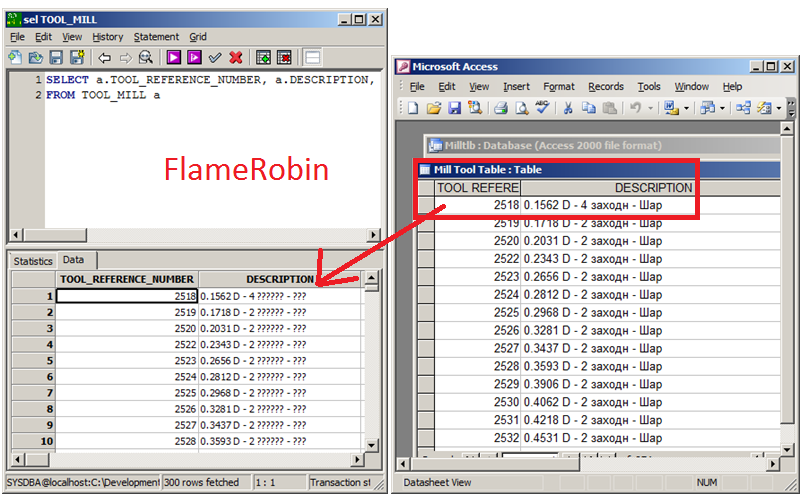 sel TOOL_MILL
File Edit View History Statement Grid
1 SELECT a.TOOL_REFERENCE_NUMBER, a.DESCRIPTION,
2 FROM TOOL_MILL a
FlameRobin
Statistics Data
TOOL_REFERENCE_NUMBER DESCRIPTION
1 2518 0.1562 D - 4 ?????? - ???
2 2519 0.1718 D - 2 ?????? - ???
3 2520 0.2031 D - 2 ?????? - ???
4 2522 0.2343 D - 2 ?????? - ???
5 2523 0.2656 D - 2 ?????? - ???
6 2524 0.2812 D - 2 ?????? - ???
7 2525 0.2968 D - 2 ?????? - ???
8 2526 0.3281 D - 2 ?????? - ???
9 2527 0.3437 D - 2 ?????? - ???
10 2528 0.3593 D - 2 ?????? - ???
SYSDBA@localhost:C:\Development 300 rows fetched 1 : 1 Transaction st
Microsoft Access
File Edit View Insert Format Records Tools Window Help
Milltlb : Database (Access 2000 file format)
Mill Tool Table : Table
TOOL REFERE DESCRIPTION
2518 0.1562 D - 4 заходн - Шар
2519 0.1718 D - 2 заходн - Шар
2520 0.2031 D - 2 заходн - Шар
2522 0.2343 D - 2 заходн - Шар
2523 0.2656 D - 2 заходн - Шар
2524 0.2812 D - 2 заходн - Шар
2525 0.2968 D - 2 заходн - Шар
2526 0.3281 D - 2 заходн - Шар
2527 0.3437 D - 2 заходн - Шар
2528 0.3593 D - 2 заходн - Шар
2529 0.3906 D - 2 заходн - Шар
2530 0.4062 D - 2 заходн - Шар
2531 0.4218 D - 2 заходн - Шар
2532 0.4531 D - 2 заходн - Шар
Datasheet View NUM